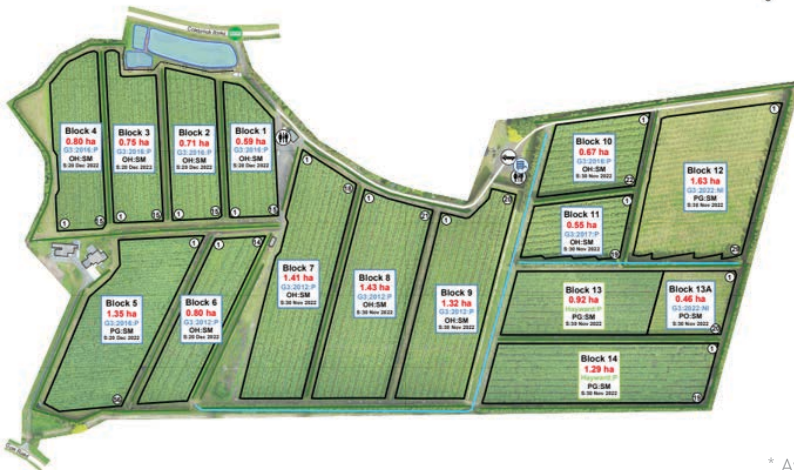 Block 4
0.80 ha
G3:2016:P
OH:SM
S:20 Dec 2022
Block 3
0.75 ha
G3:2016:P
OH:SM
S:20 Dec 2022
Block 2
0.71 ha
G3:2016:P
OH:SM
S:20 Dec 2022
Block 1
0.59 ha
G3:2016:P
OH:SM
S:20 Dec 2022
Block 10
0.67 ha
G3:2016:P
OH:SM
S:30 Nov 2022
Block 12
1.63 ha
G3:2022:NI
PG:SM
S:30 Nov 2022
Block 11
0.55 ha
G3:2017:P
OH:SM
S:30 Nov 2022
Block 5
1.35 ha
G3:2016:P
PG:SM
S:20 Dec 2022
Block 6
0.80 ha
G3:2012:P
OH:SM
S:20 Dec 2022
Block 7
1.41 ha
G3:2012:P
OH:SM
S:30 Nov 2022
Block 8
1.43 ha
G3:2012:P
OH:SM
S:30 Nov 2022
Block 9
1.32 ha
G3:2012:P
OH:SM
S:30 Nov 2022
Block 13
0.92 ha
Hayward:P
PG:SM
S:30 Nov 2022
Block 13A
0.46 ha
G3:2022:NI
PO:SM
S:30 Nov 2022
Block 14
1.29 ha
Hayward:P
PG:SM
S:30 Nov 2022